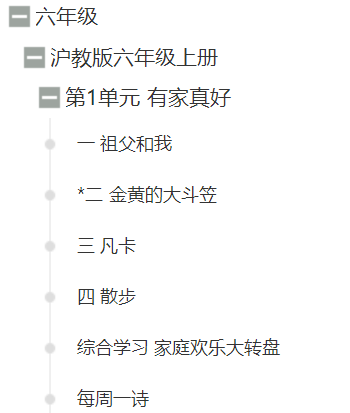 六年级
沪教版六年级上册
第1单元 有家真好
一 祖父和我
*二 金黄的大斗笠
三 凡卡
四 散步
综合学习 家庭欢乐大转盘
每周一诗